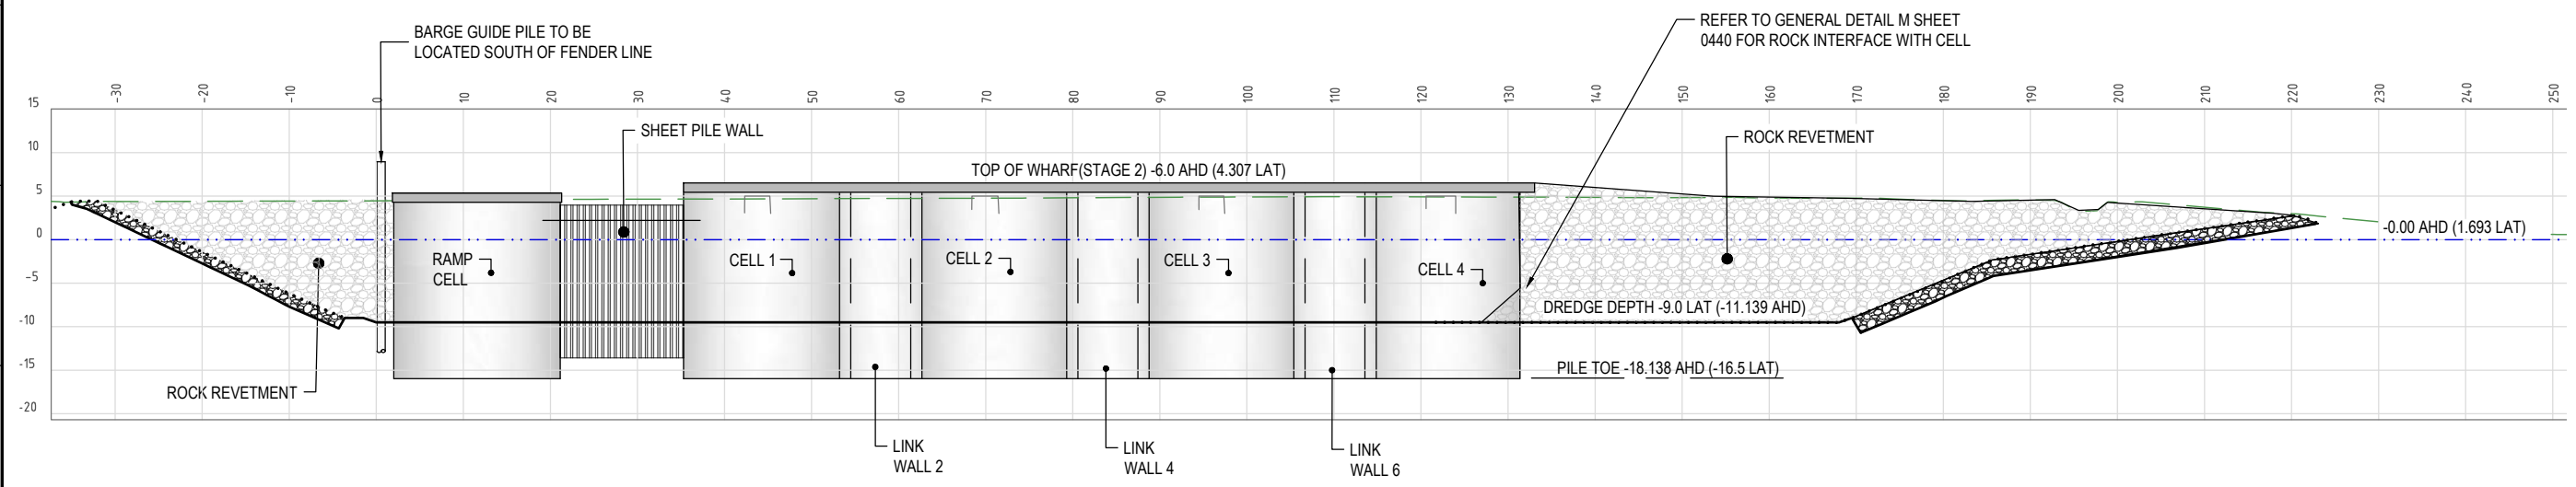 BARGE GUIDE PILE TO BE
LOCATED SOUTH OF FENDER LINE
REFER TO GENERAL DETAIL M SHEET
0440 FOR ROCK INTERFACE WITH CELL
-30 -20 -10 0 10 20 30 40 50 60 70 80 90 100 110 120 130 140 150 160 170 180 190 200 210 220 230 240 250
15
10
5
0
-5
-10
-15
-20
SHEET PILE WALL
ROCK REVETMENT
TOP OF WHARF(STAGE 2) -6.0 AHD (4.307 LAT)
-0.00 AHD (1.693 LAT)
RAMP
CELL
CELL 1
CELL 2
CELL 3
CELL 4
DREDGE DEPTH -9.0 LAT (-11.139 AHD)
PILE TOE -18.138 AHD (-16.5 LAT)
ROCK REVETMENT
LINK
WALL 2
LINK
WALL 4
LINK
WALL 6